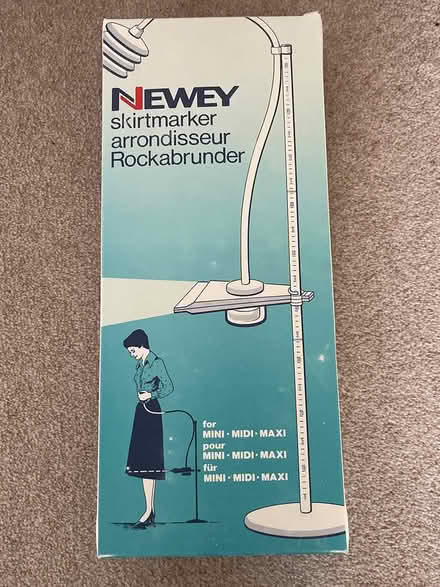 NEWEY
skirtmarker
arrondisseur
Rockabrunder
for
MINI · MIDI · MAXI
pour
MINI · MIDI · MAXI
für
MINI · MIDI · MAXI